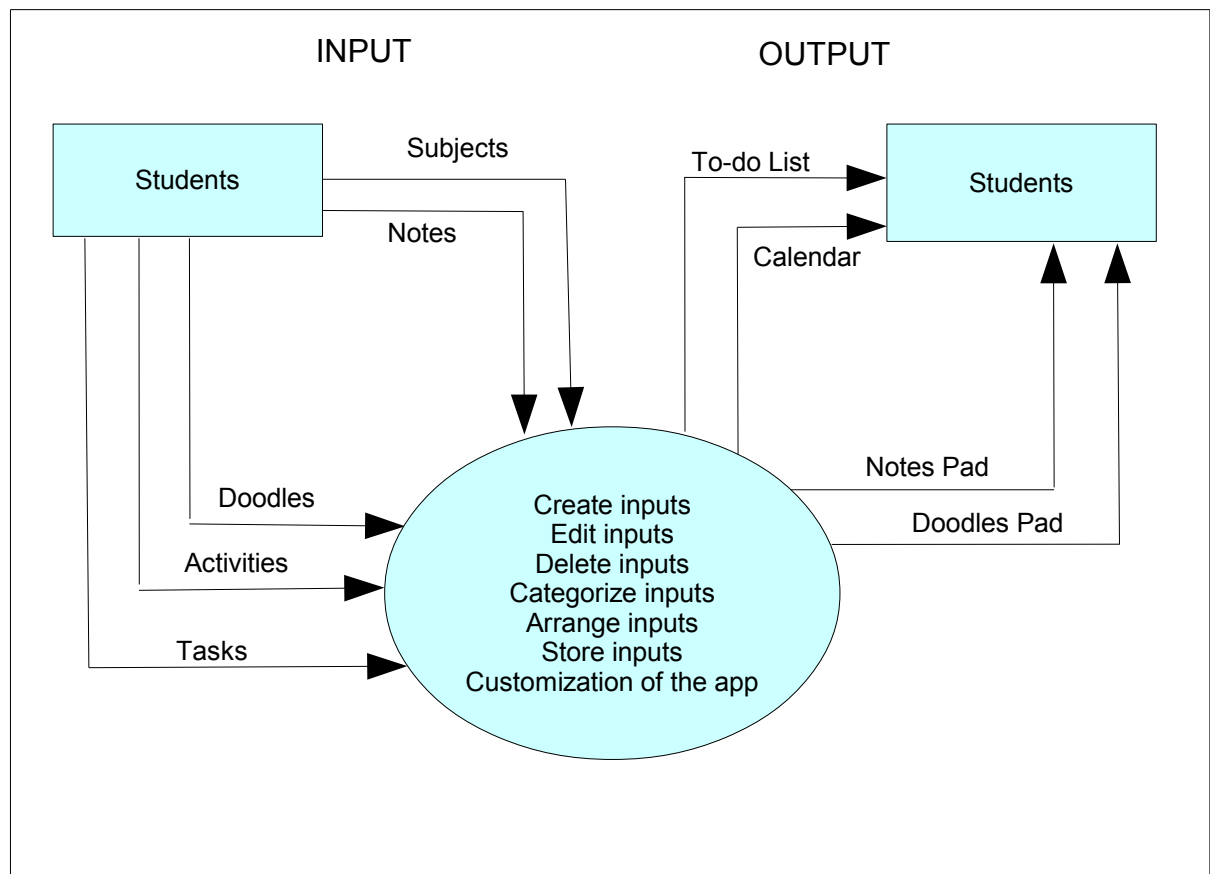 INPUT
OUTPUT
Students
Subjects
Notes
To-do List
Calendar
Students
Doodles
Activities
Tasks
Create inputs
Edit inputs
Delete inputs
Categorize inputs
Arrange inputs
Store inputs
Customization of the app
Notes Pad
Doodles Pad